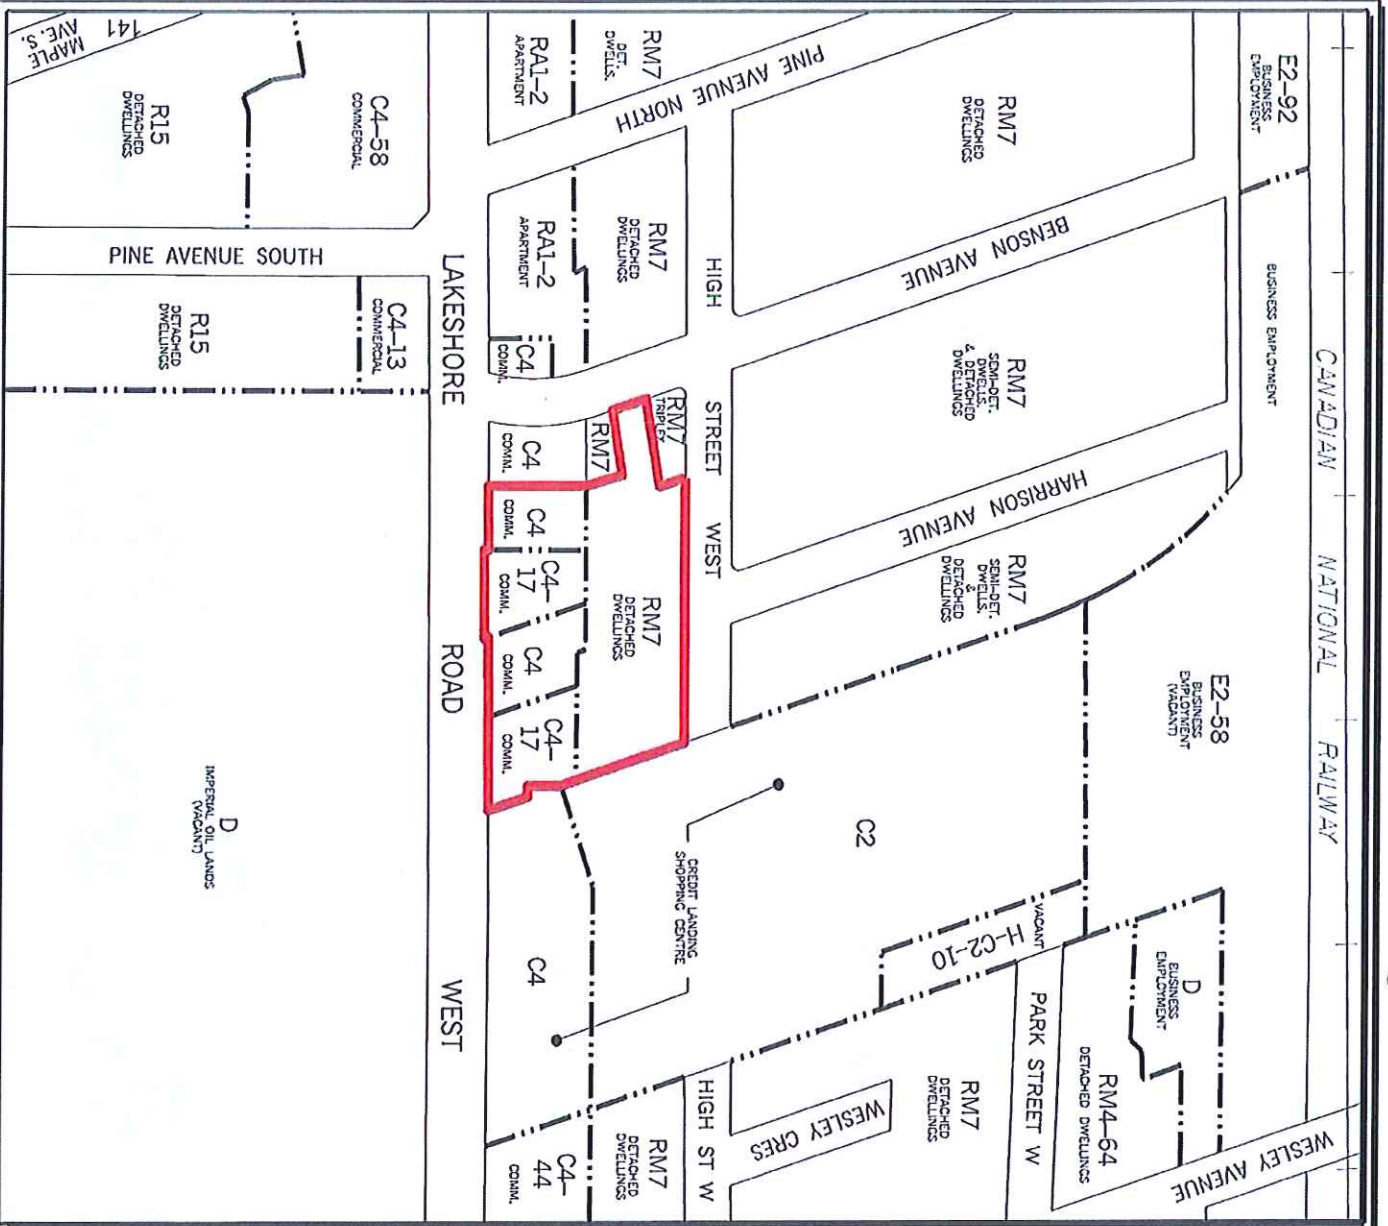 CANADIAN NATIONAL RAILWAY
E2-92
BUSINESS
EMPLOYMENT
BUSINESS EMPLOYMENT
E2-58
BUSINESS
EMPLOYMENT
(VACANT)
WESLEY AVENUE
D
BUSINESS
EMPLOYMENT
RM4-64
DETACHED DWELLINGS
PARK STREET W
VACANT
H-C2-10
RM7
DETACHED
DWELLINGS
BENSON AVENUE
RM7
SEMI-DET.
DWELLS.
& DETACHED
DWELLINGS
HARRISON AVENUE
RM7
SEMI-DET.
DWELLS.
&
DETACHED
DWELLINGS
C2
RM7
DETACHED
DWELLINGS
WESLEY CRES
PINE AVENUE NORTH
HIGH STREET WEST
CREDIT LANDING
SHOPPING CENTRE
HIGH ST W
RM7
DET.
DWELLS.
RM7
DETACHED
DWELLINGS
RM7
TRIPLEX
RM7
RM7
DETACHED
DWELLINGS
RM7
DETACHED
DWELLINGS
RA1-2
APARTMENT
RA1-2
APARTMENT
C4
COMM.
C4
COMM.
C4
COMM.
C4-
17
COMM.
C4
COMM.
C4-
17
COMM.
C4
C4-
44
COMM.
LAKESHORE ROAD WEST
C4-58
COMMERCIAL
C4-13
COMMERCIAL
PINE AVENUE SOUTH
R15
DETACHED
DWELLINGS
R15
DETACHED
DWELLINGS
D
IMPERIAL OIL LANDS
(VACANT)
MAPLE
AVE. S.
141